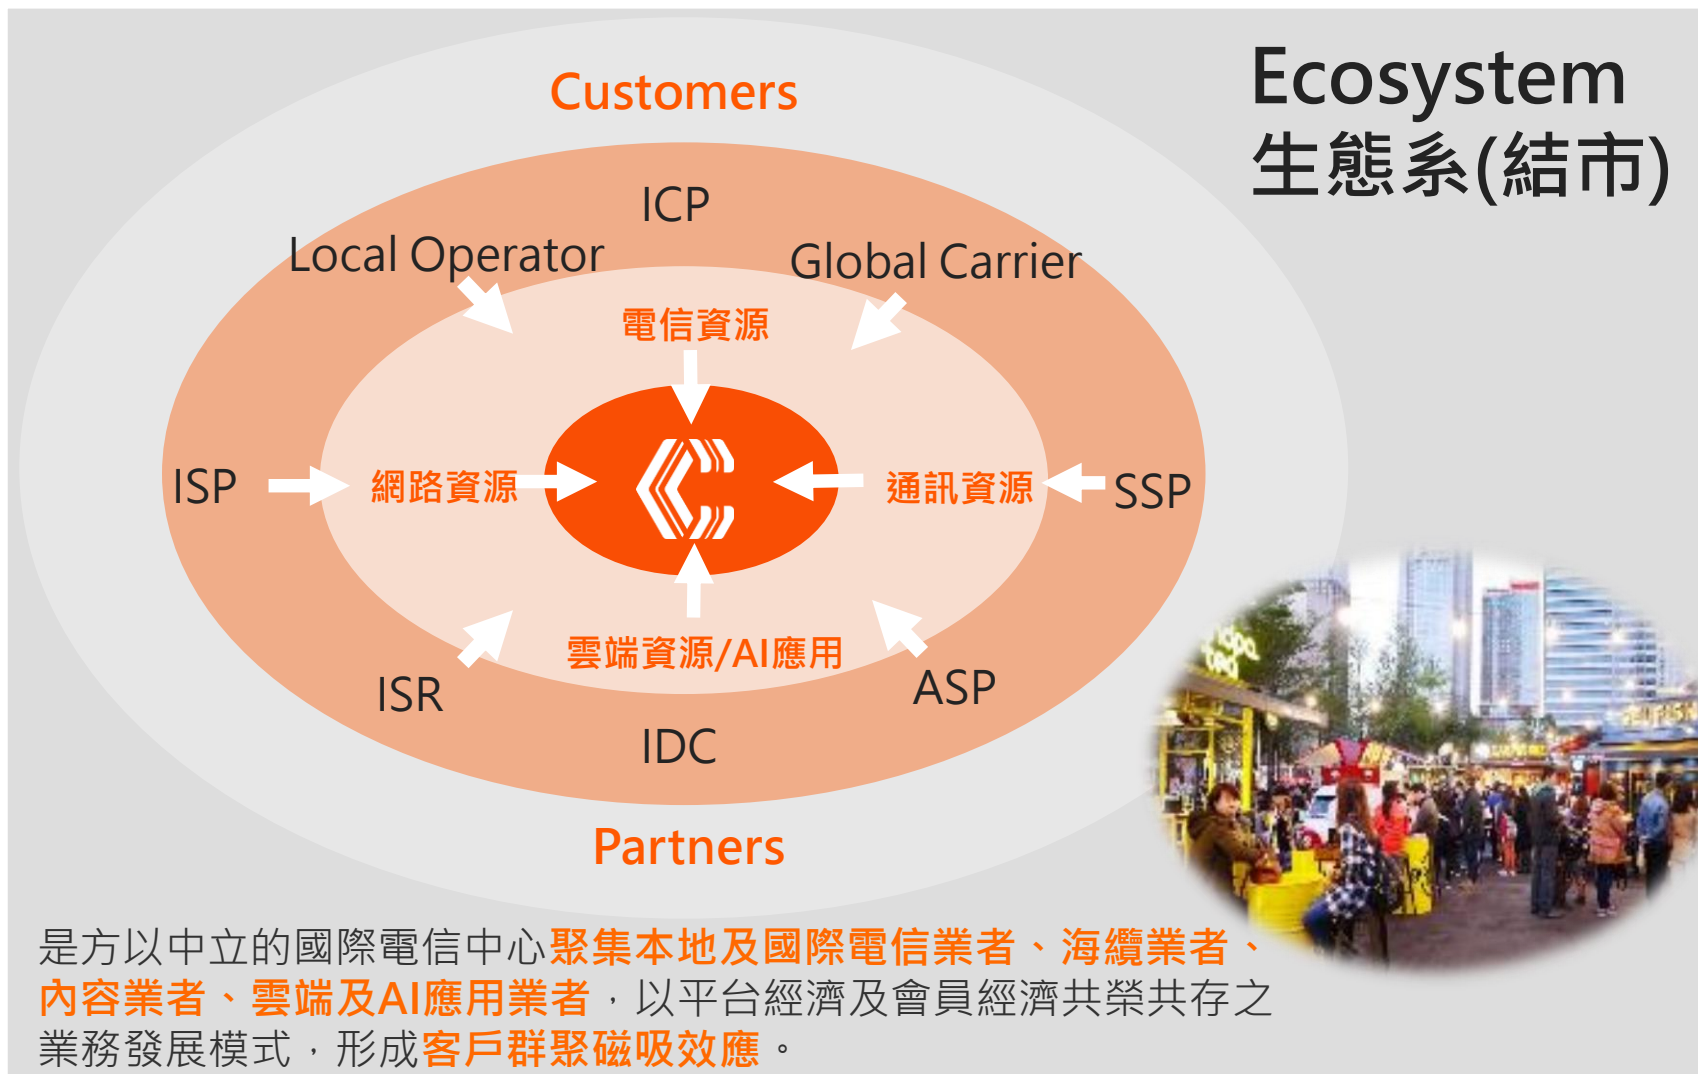 Ecosystem
生態系(結市)
Customers
ICP
Local Operator
Global Carrier
電信資源
ISP
網路資源
通訊資源
SSP
雲端資源/AI應用
ISR
ASP
IDC
Partners
是方以中立的國際電信中心聚集本地及國際電信業者、海纜業者、
內容業者、雲端及AI應用業者，以平台經濟及會員經濟共榮共存之
業務發展模式，形成客戶群聚磁吸效應。